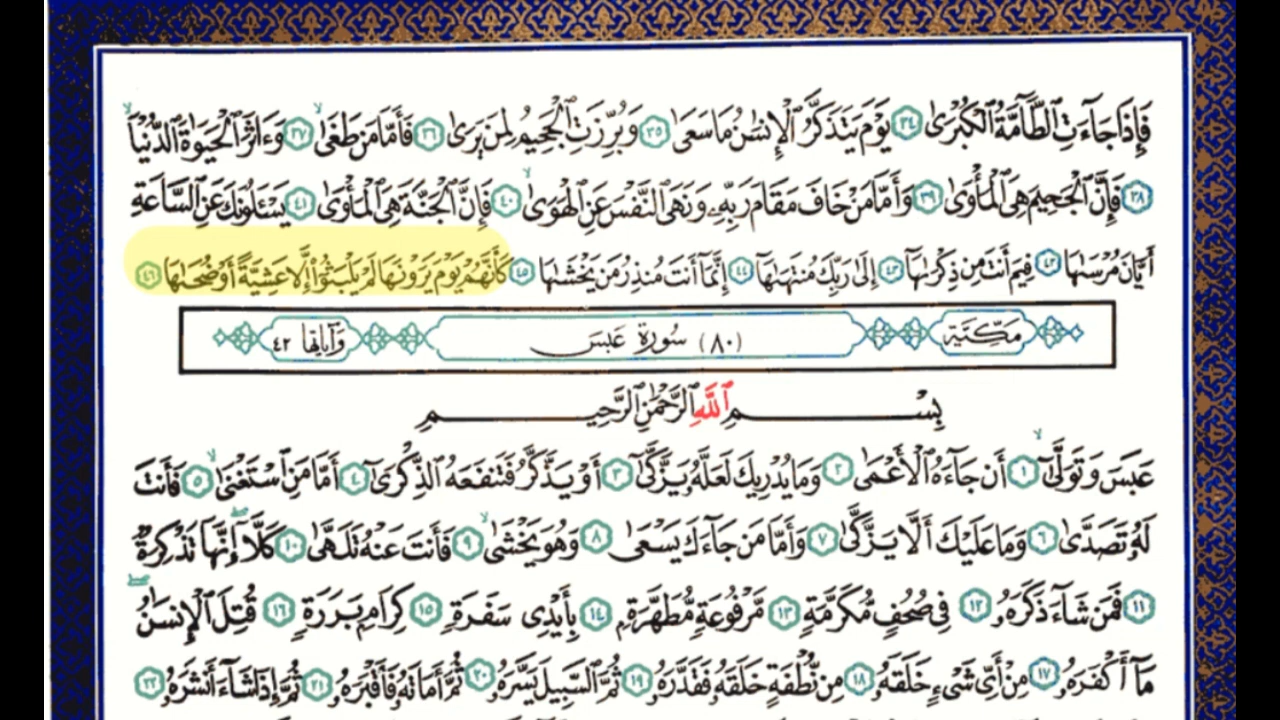 فَإِذَا جَآءَتِ ٱلطَّآمَّةُ ٱلْكُبْرَىٰ ٣٤ يَوْمَ يَتَذَكَّرُ ٱلْإِنسَٰنُ مَا سَعَىٰ ٣٥ وَبُرِّزَتِ ٱلْجَحِيمُ لِمَن يَرَىٰ ٣٦ فَأَمَّا مَن طَغَىٰ ٣٧ وَءَاثَرَ ٱلْحَيَوٰةَ ٱلدُّنْيَا
٣٨ فَإِنَّ ٱلْجَحِيمَ هِىَ ٱلْمَأْوَىٰ ٣٩ وَأَمَّا مَنْ خَافَ مَقَامَ رَبِّهِۦ وَنَهَى ٱلنَّفْسَ عَنِ ٱلْهَوَىٰ ٤٠ فَإِنَّ ٱلْجَنَّةَ هِىَ ٱلْمَأْوَىٰ ٤١ يَسْـَٔلُونَكَ عَنِ ٱلسَّاعَةِ
أَيَّانَ مُرْسَىٰهَا ٤٢ فِيمَ أَنتَ مِن ذِكْرَىٰهَآ ٤٣ إِلَىٰ رَبِّكَ مُنتَهَىٰهَآ ٤٤ إِنَّمَآ أَنتَ مُنذِرُ مَن يَخْشَىٰهَا ٤٥ كَأَنَّهُمْ يَوْمَ يَرَوْنَهَا لَمْ يَلْبَثُوٓا۟ إِلَّا عَشِيَّةً أَوْ ضُحَىٰهَا ٤٦
مَكِّيَّة (٨٠) سُورَة عَبَسَ وَآيَاتُهَا ٤٢
بِسْمِ ٱللَّهِ ٱلرَّحْمَٰنِ ٱلرَّحِيمِ
عَبَسَ وَتَوَلَّىٰٓ ١ أَن جَآءَهُ ٱلْأَعْمَىٰ ٢ وَمَا يُدْرِيكَ لَعَلَّهُۥ يَزَّكَّىٰٓ ٣ أَوْ يَذَّكَّرُ فَتَنفَعَهُ ٱلذِّكْرَىٰٓ ٤ أَمَّا مَنِ ٱسْتَغْنَىٰ ٥ فَأَنتَ
لَهُۥ تَصَدَّىٰ ٦ وَمَا عَلَيْكَ أَلَّا يَزَّكَّىٰ ٧ وَأَمَّا مَن جَآءَكَ يَسْعَىٰ ٨ وَهُوَ يَخْشَىٰ ٩ فَأَنتَ عَنْهُ تَلَهَّىٰ ١٠ كَلَّآ إِنَّهَا تَذْكِرَةٌ
١١ فَمَن شَآءَ ذَكَرَهُۥ ١٢ فِى صُحُفٍ مُّكَرَّمَةٍ ١٣ مَّرْفُوعَةٍ مُّطَهَّرَةٍۭ ١٤ بِأَيْدِى سَفَرَةٍ ١٥ كِرَامٍۭ بَرَرَةٍ ١٦ قُتِلَ ٱلْإِنسَٰنُ
مَآ أَكْفَرَهُۥ ١٧ مِنْ أَىِّ شَىْءٍ خَلَقَهُۥ ١٨ مِن نُّطْفَةٍ خَلَقَهُۥ فَقَدَّرَهُۥ ١٩ ثُمَّ ٱلسَّبِيلَ يَسَّرَهُۥ ٢٠ ثُمَّ أَمَاتَهُۥ فَأَقْبَرَهُۥ ٢١ ثُمَّ إِذَا شَآءَ أَنشَرَهُۥ ٢٢